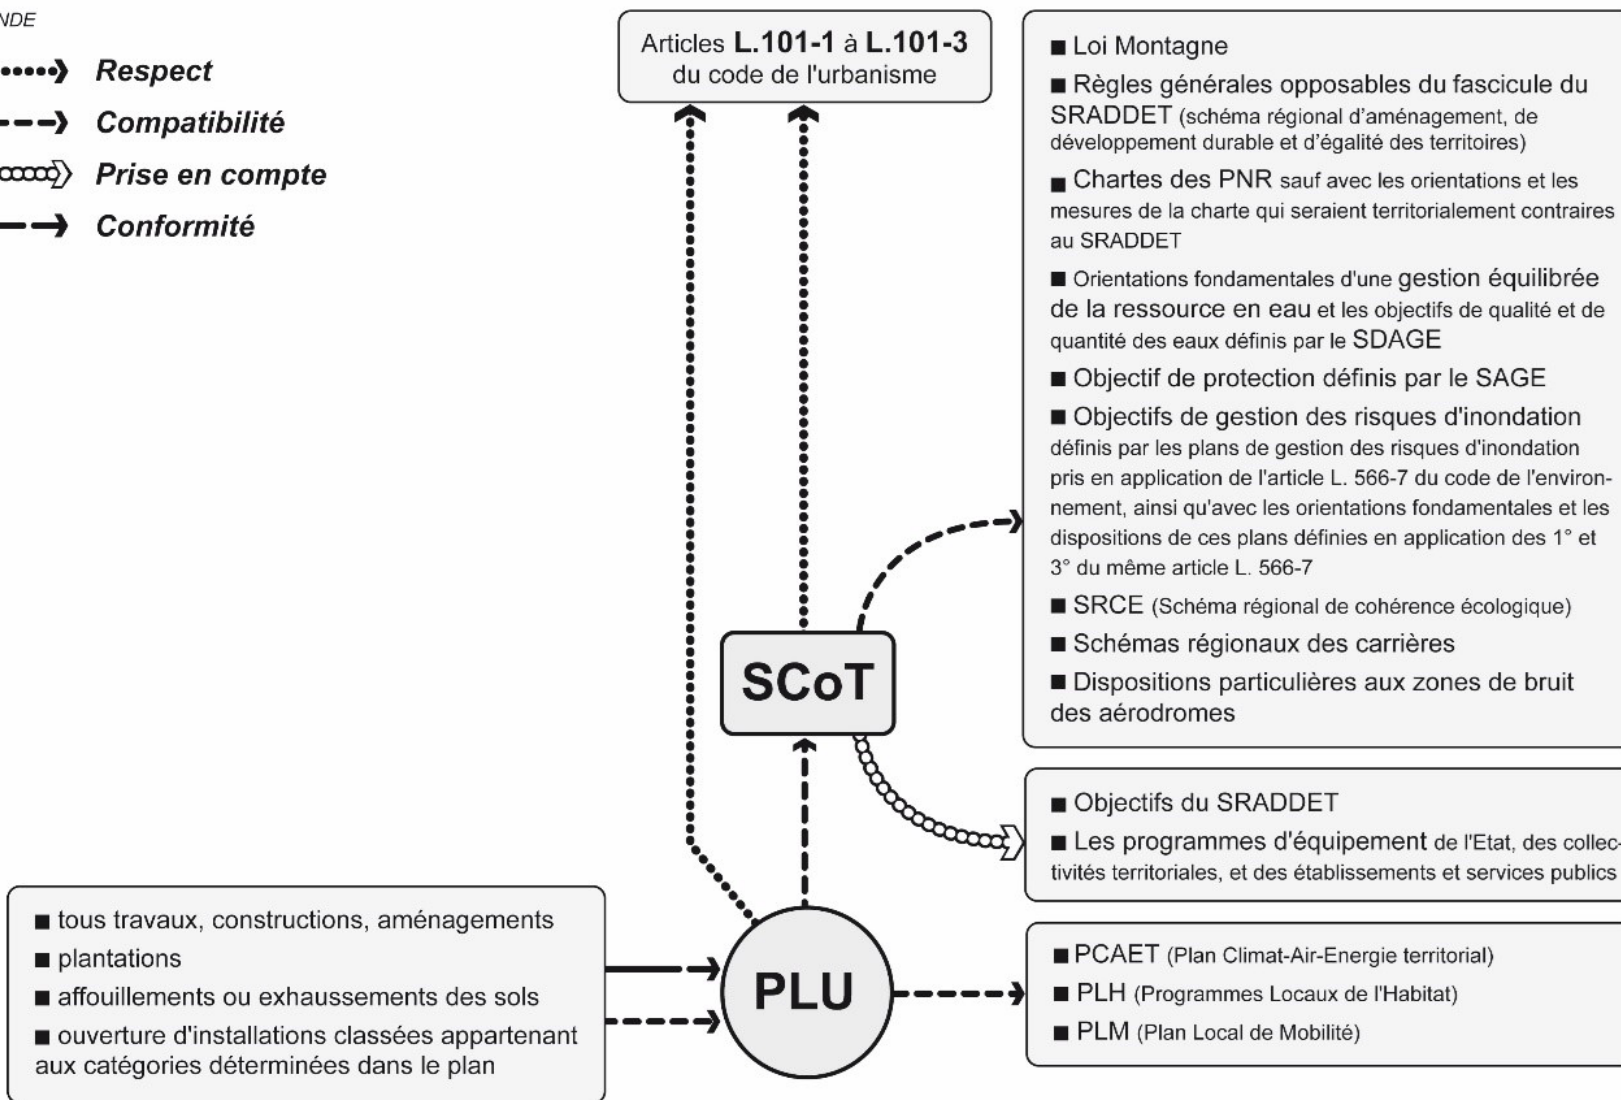 NDE
Respect
Compatibilité
Prise en compte
Conformité
Articles L.101-1 à L.101-3
du code de l'urbanisme
■ Loi Montagne
■ Règles générales opposables du fascicule du
SRADDET (schéma régional d'aménagement, de
développement durable et d'égalité des territoires)
■ Chartes des PNR sauf avec les orientations et les
mesures de la charte qui seraient territorialement contraires
au SRADDET
■ Orientations fondamentales d'une gestion équilibrée
de la ressource en eau et les objectifs de qualité et de
quantité des eaux définis par le SDAGE
■ Objectif de protection définis par le SAGE
■ Objectifs de gestion des risques d'inondation
définis par les plans de gestion des risques d'inondation
pris en application de l'article L. 566-7 du code de l'environ-
nement, ainsi qu'avec les orientations fondamentales et les
dispositions de ces plans définies en application des 1° et
3° du même article L. 566-7
■ SRCE (Schéma régional de cohérence écologique)
■ Schémas régionaux des carrières
■ Dispositions particulières aux zones de bruit
des aérodromes
SCoT
■ Objectifs du SRADDET
■ Les programmes d'équipement de l'Etat, des collec-
tivités territoriales, et des établissements et services publics
■ tous travaux, constructions, aménagements
■ plantations
■ affouillements ou exhaussements des sols
■ ouverture d'installations classées appartenant
aux catégories déterminées dans le plan
PLU
■ PCAET (Plan Climat-Air-Energie territorial)
■ PLH (Programmes Locaux de l'Habitat)
■ PLM (Plan Local de Mobilité)